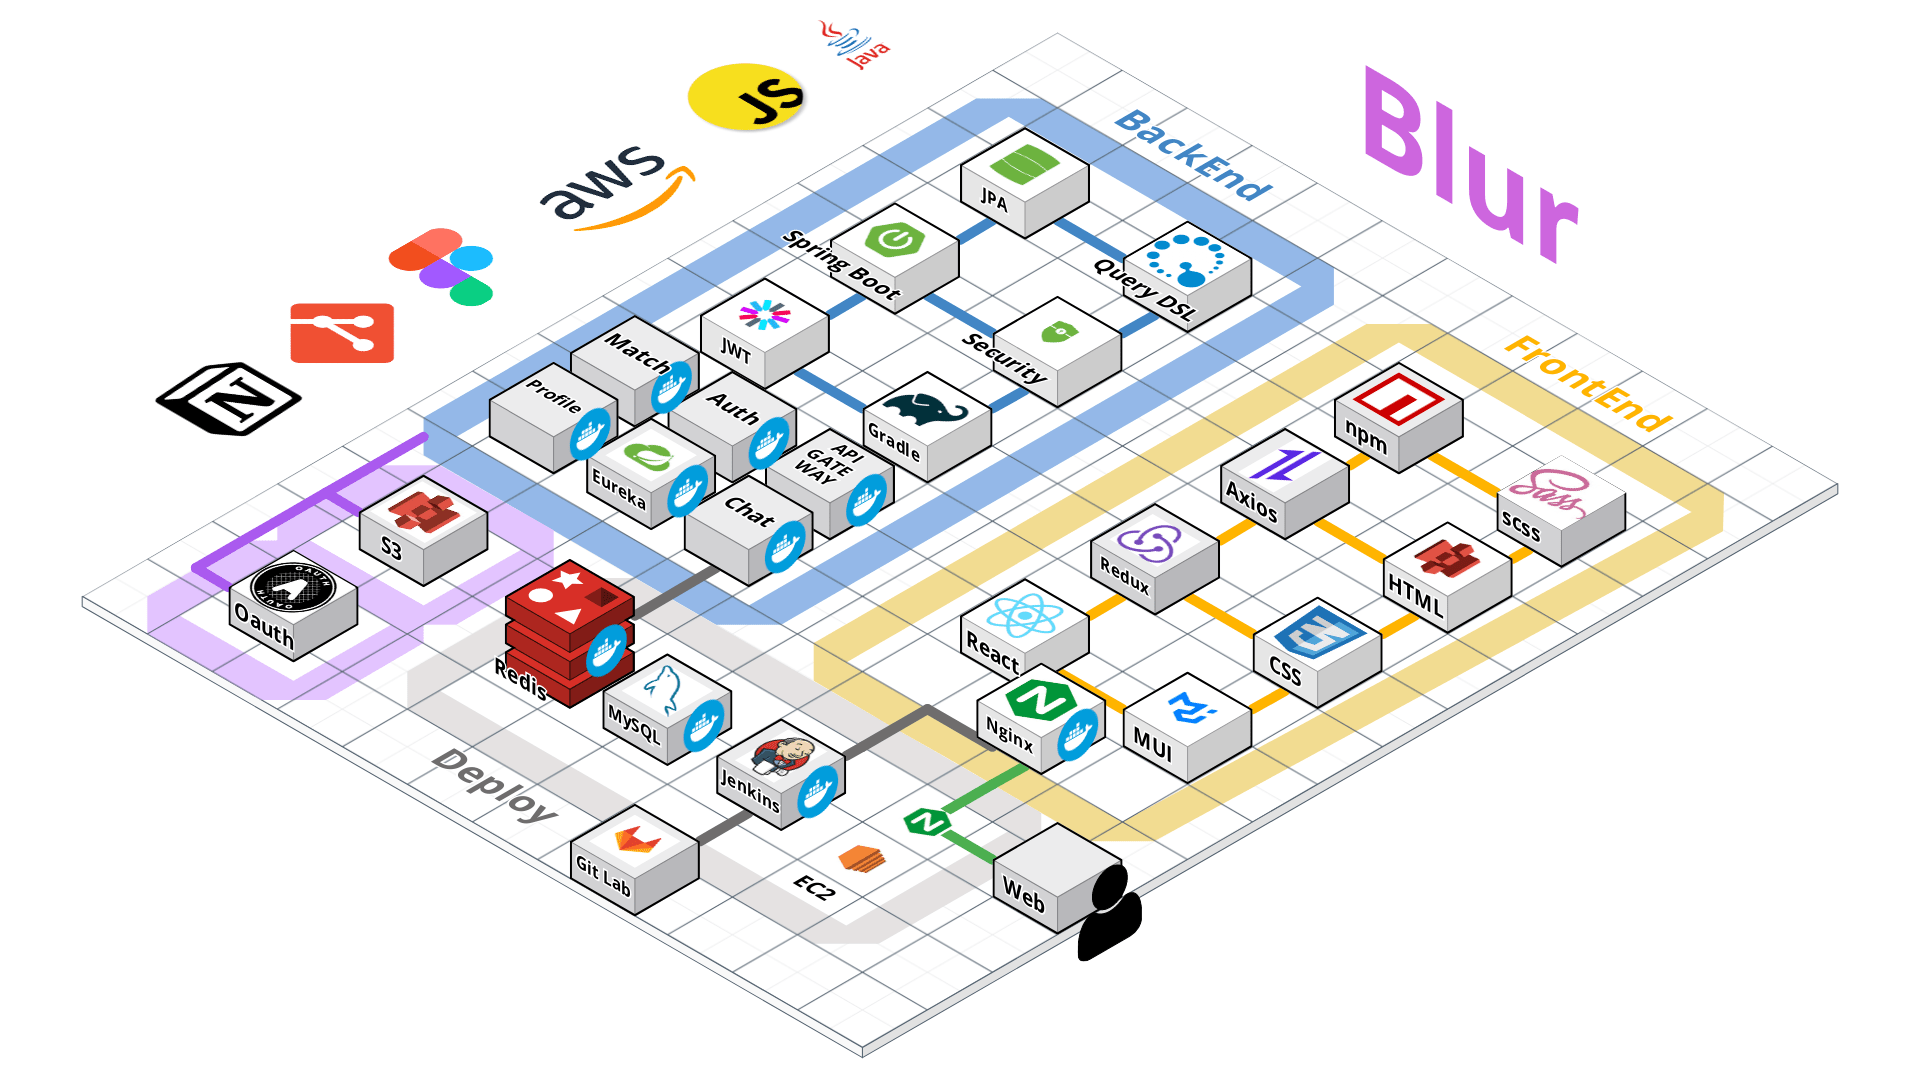 Java
JS
aws
N
Blur
BackEnd
JPA
Spring Boot
Query DSL
JWT
Security
Match
Profile
Auth
Gradle
Eureka
API
GATE
WAY
Chat
FrontEnd
npm
Axios
Sass
scss
Redux
HTML
React
CSS
S3
OAUTH
A
OAUTH
Oauth
Redis
MySQL
N
Nginx
MUI
Jenkins
Deploy
N
Git Lab
EC2
Web